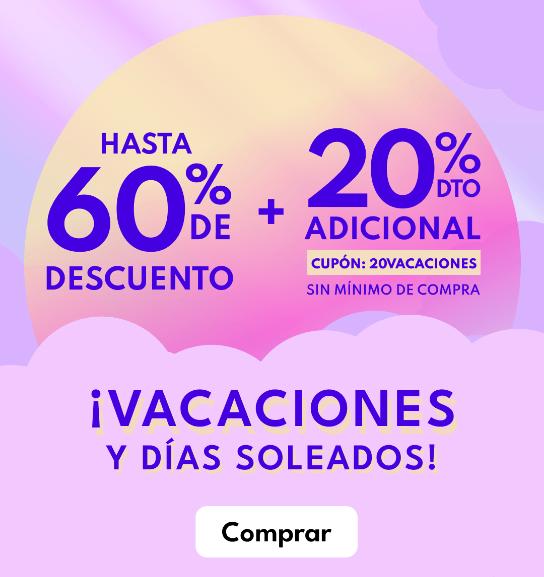 HASTA
60% DE
DESCUENTO
+
20% DTO
ADICIONAL
CUPÓN: 20VACACIONES
SIN MÍNIMO DE COMPRA
¡VACACIONES
Y DÍAS SOLEADOS!
Comprar